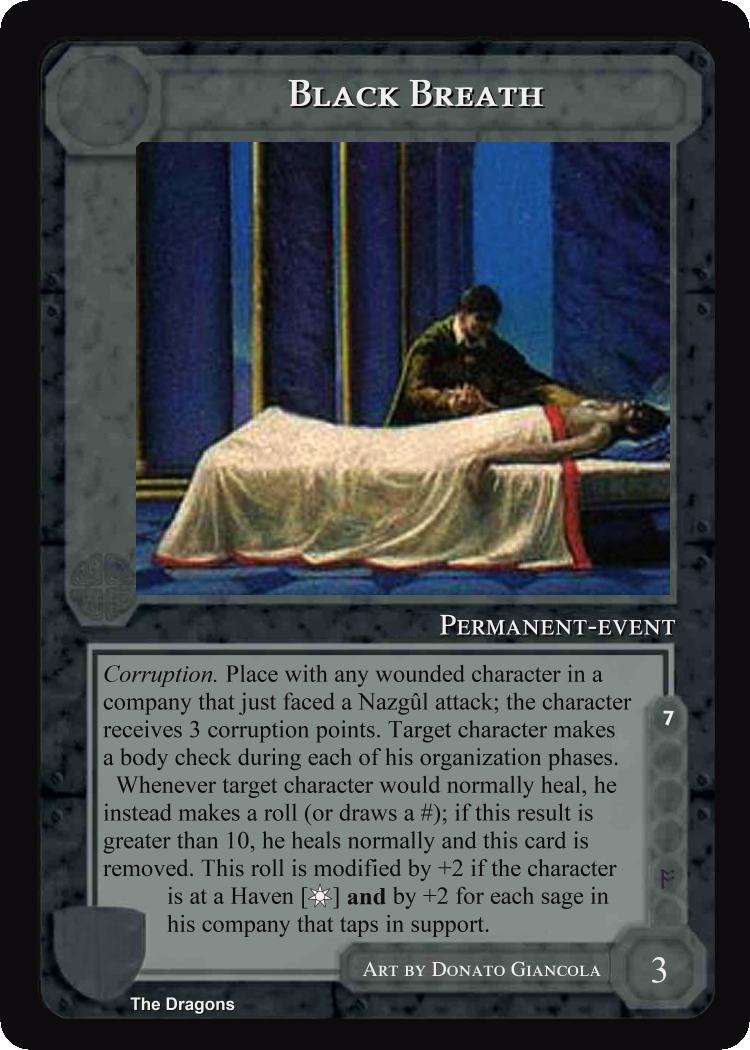 Black Breath
Permanent-event
Corruption. Place with any wounded character in a
company that just faced a Nazgûl attack; the character
receives 3 corruption points. Target character makes
a body check during each of his organization phases.
Whenever target character would normally heal, he
instead makes a roll (or draws a #); if this result is
greater than 10, he heals normally and this card is
removed. This roll is modified by +2 if the character
is at a Haven [☼] and by +2 for each sage in
his company that taps in support.
7
ᚩ
Art by Donato Giancola
3
The Dragons